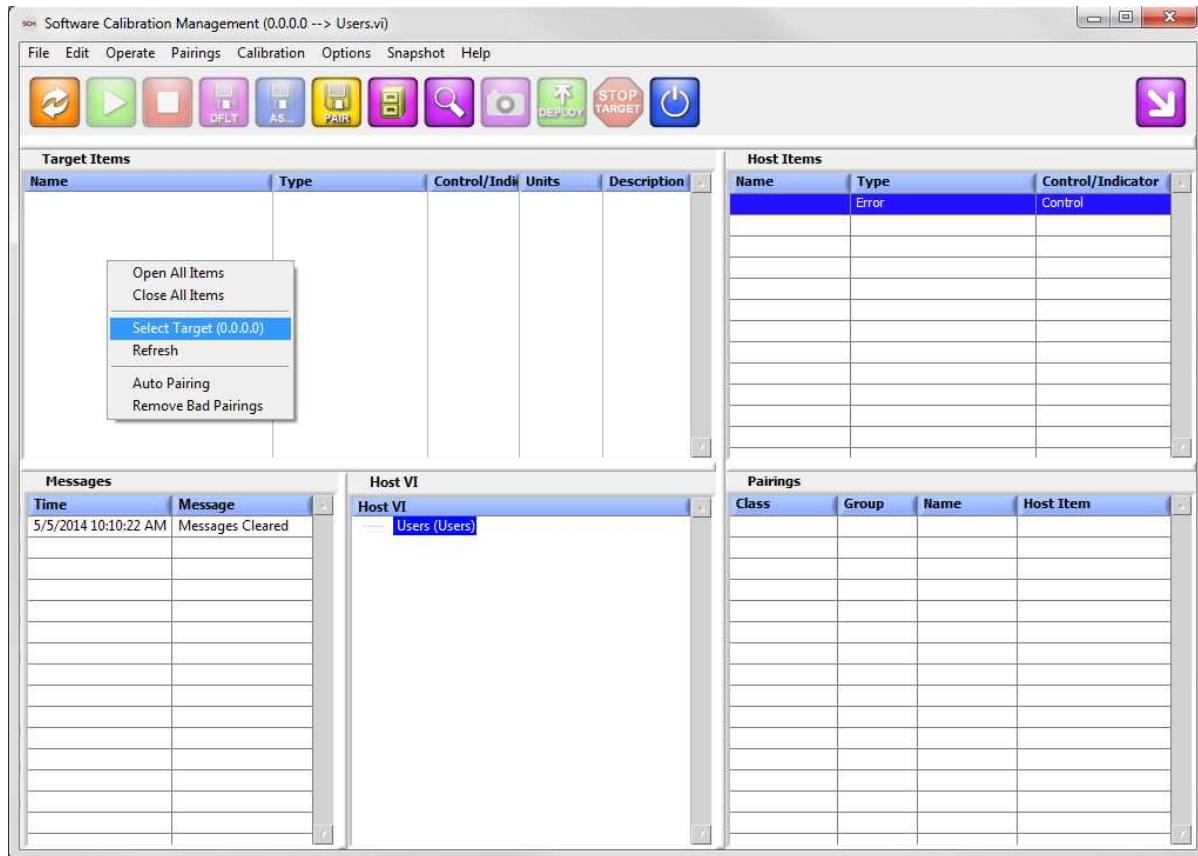 SCM Software Calibration Management (0.0.0.0 --> Users.vi)
File Edit Operate Pairings Calibration Options Snapshot Help
DFLT AS... PAIR DEPLOY STOP TARGET
Target Items
Name Type Control/Indi Units Description
Open All Items
Close All Items
Select Target (0.0.0.0)
Refresh
Auto Pairing
Remove Bad Pairings
Host Items
Name Type Control/Indicator
Error Control
Messages
Time Message
5/5/2014 10:10:22 AM Messages Cleared
Host VI
Host VI
Users (Users)
Pairings
Class Group Name Host Item